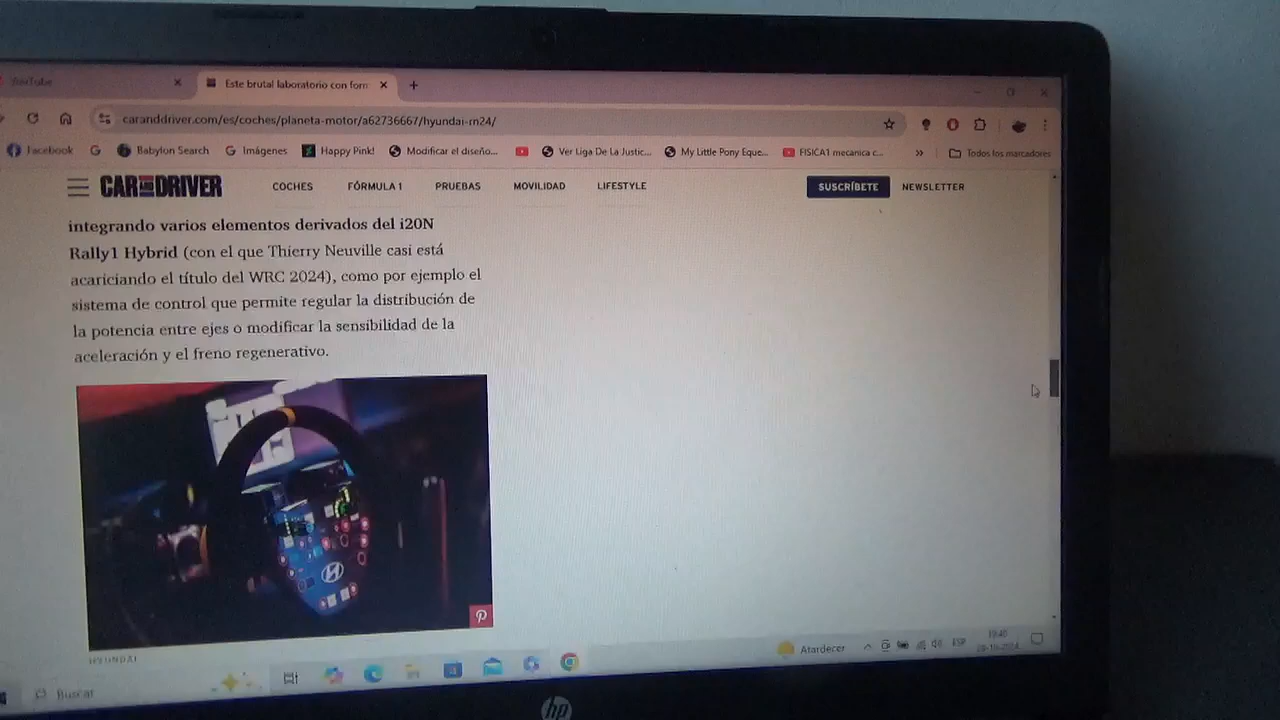 YouTube
Este brutal laboratorio con form
caranddriver.com/es/coches/planeta-motor/a62736667/hyundai-rn24/
Facebook
Babylon Search
Imágenes
Happy Pink!
Modificar el diseño...
Ver Liga De La Justic...
My Little Pony Eque...
FISICA1 mecanica c...
Todos los marcadores
CAR AND DRIVER
COCHES
FÓRMULA 1
PRUEBAS
MOVILIDAD
LIFESTYLE
SUSCRÍBETE
NEWSLETTER
integrando varios elementos derivados del i20N
Rally1 Hybrid (con el que Thierry Neuville casi está
acariciando el título del WRC 2024), como por ejemplo el
sistema de control que permite regular la distribución de
la potencia entre ejes o modificar la sensibilidad de la
aceleración y el freno regenerativo.
HYUNDAI
Buscar
Atardecer
ESP
19:40
28-10-2024
hp